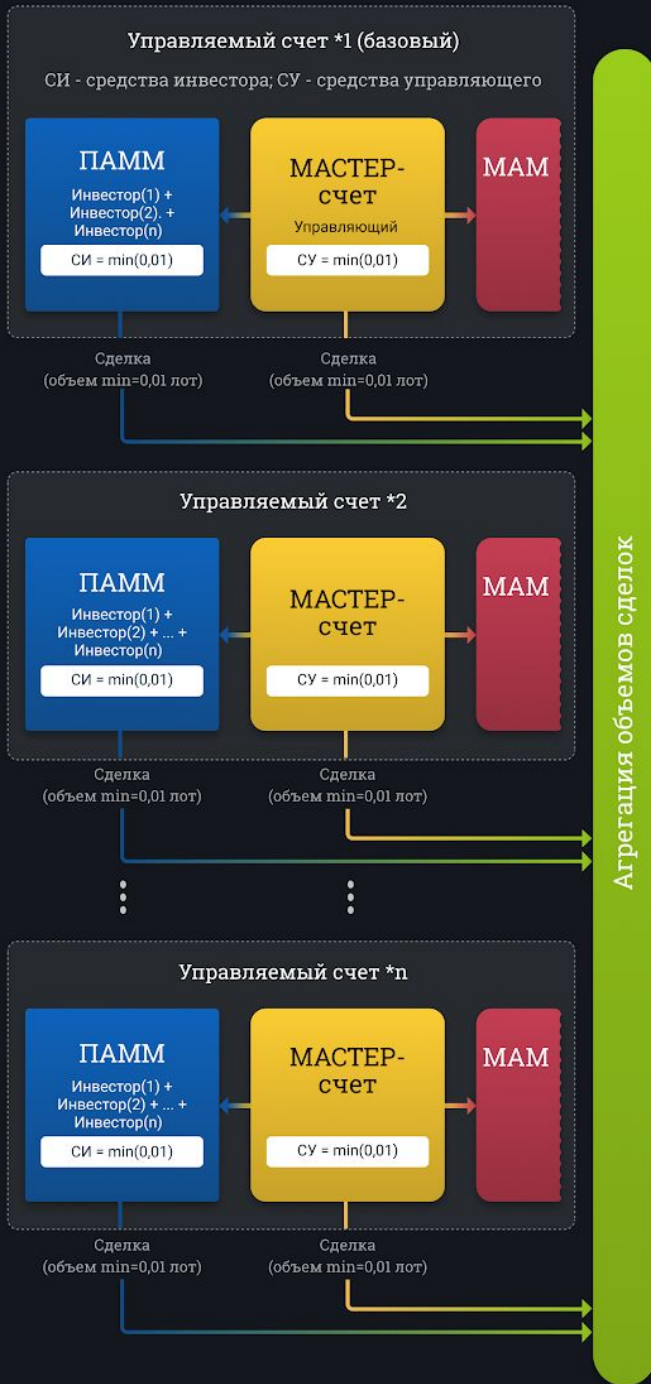 Управляемый счет *1 (базовый)
СИ - средства инвестора; СУ - средства управляющего
ПАММ
Инвестор(1) +
Инвестор(2). +
Инвестор(n)
СИ = min(0,01)
МАСТЕР-
счет
Управляющий
СУ = min(0,01)
МАМ
Сделка
(объем min=0,01 лот)
Сделка
(объем min=0,01 лот)
Управляемый счет *2
ПАММ
Инвестор(1) +
Инвестор(2) + ... +
Инвестор(n)
СИ = min(0,01)
МАСТЕР-
счет
СУ = min(0,01)
МАМ
Сделка
(объем min=0,01 лот)
Сделка
(объем min=0,01 лот)
Управляемый счет *n
ПАММ
Инвестор(1) +
Инвестор(2) + ... +
Инвестор(n)
СИ = min(0,01)
МАСТЕР-
счет
СУ = min(0,01)
МАМ
Сделка
(объем min=0,01 лот)
Сделка
(объем min=0,01 лот)
Агрегация объемов сделок